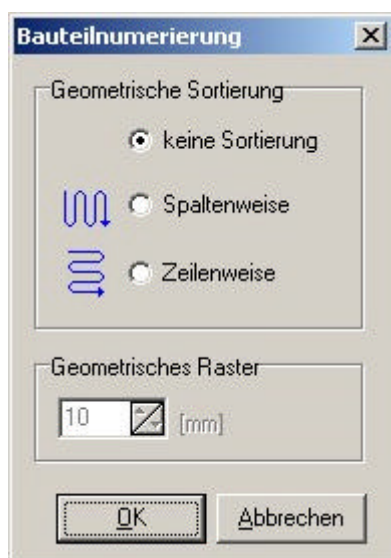 Bauteilnumerierung
Geometrische Sortierung
keine Sortierung
Spaltenweise
Zeilenweise
Geometrisches Raster
10 [mm]
OK Abbrechen